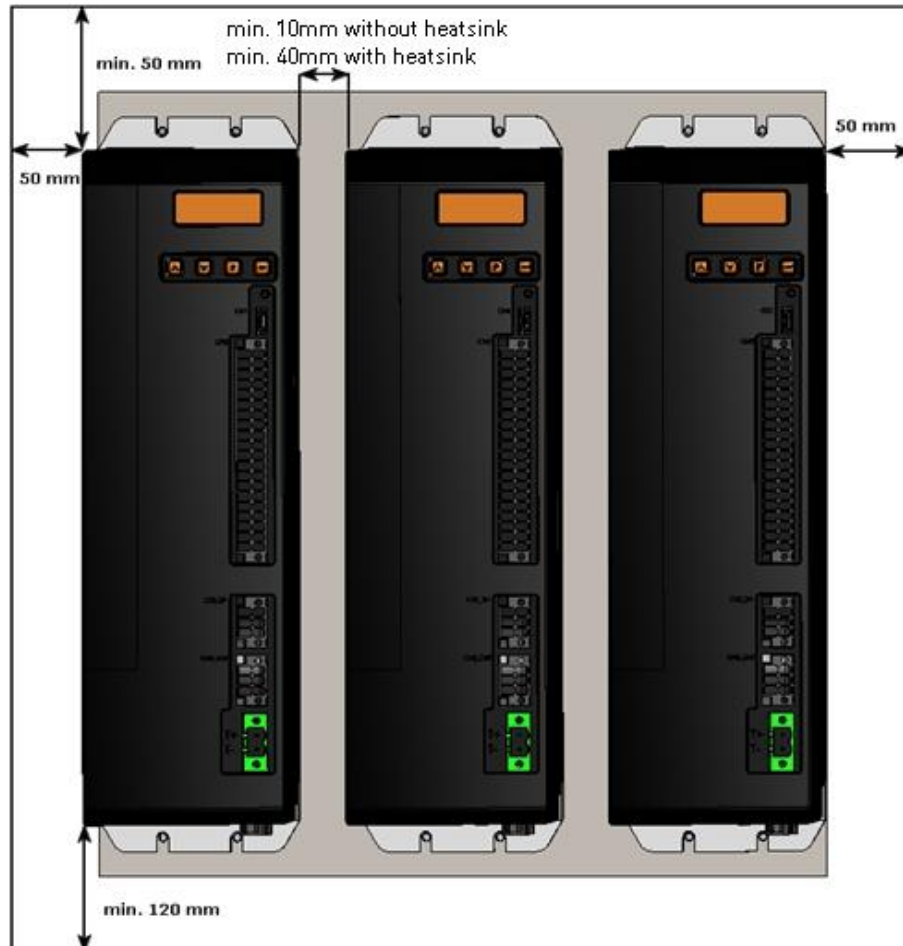 min. 10mm without heatsink
min. 40mm with heatsink
min. 50 mm
50 mm
50 mm
T+
T-
T+
T-
T+
T-
min. 120 mm